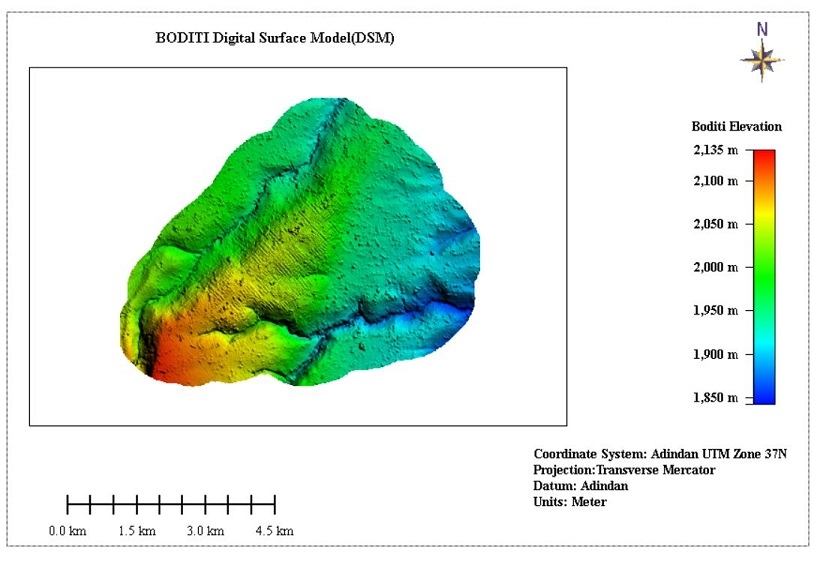 BODITI Digital Surface Model(DSM)
N
Boditi Elevation
2,135 m
2,100 m
2,050 m
2,000 m
1,950 m
1,900 m
1,850 m
Coordinate System: Adindan UTM Zone 37N
Projection:Transverse Mercator
Datum: Adindan
Units: Meter
0.0 km 1.5 km 3.0 km 4.5 km